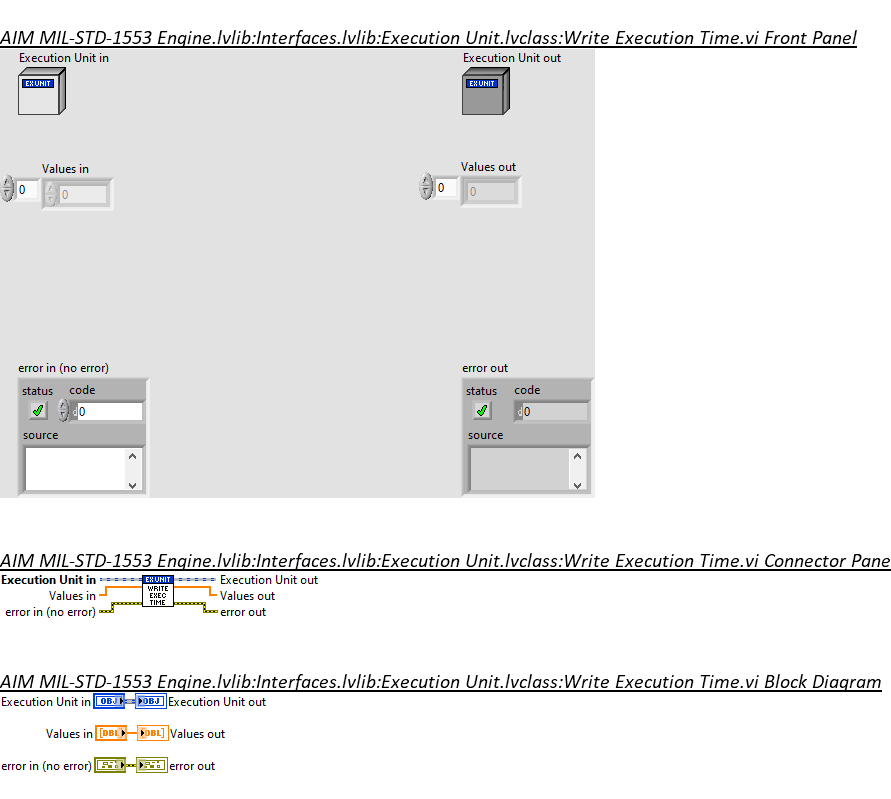 AIM MIL-STD-1553 Engine.lvlib:Interfaces.lvlib:Execution Unit.lvclass:Write Execution Time.vi Front Panel
Execution Unit in Execution Unit out
EX UNIT EX UNIT
Values in Values out
0 0 0 0
error in (no error) error out
status code status code
d 0 d 0
source source
AIM MIL-STD-1553 Engine.lvlib:Interfaces.lvlib:Execution Unit.lvclass:Write Execution Time.vi Connector Pane
Execution Unit in EX UNIT Execution Unit out
Values in WRITE EXEC TIME Values out
error in (no error) error out
AIM MIL-STD-1553 Engine.lvlib:Interfaces.lvlib:Execution Unit.lvclass:Write Execution Time.vi Block Diagram
Execution Unit in OBJ OBJ Execution Unit out
Values in [DBL] [DBL] Values out
error in (no error) error out